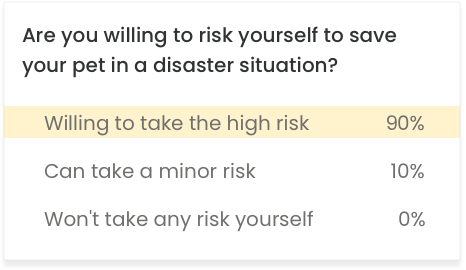 Are you willing to risk yourself to save
your pet in a disaster situation?
Willing to take the high risk 90%
Can take a minor risk 10%
Won't take any risk yourself 0%